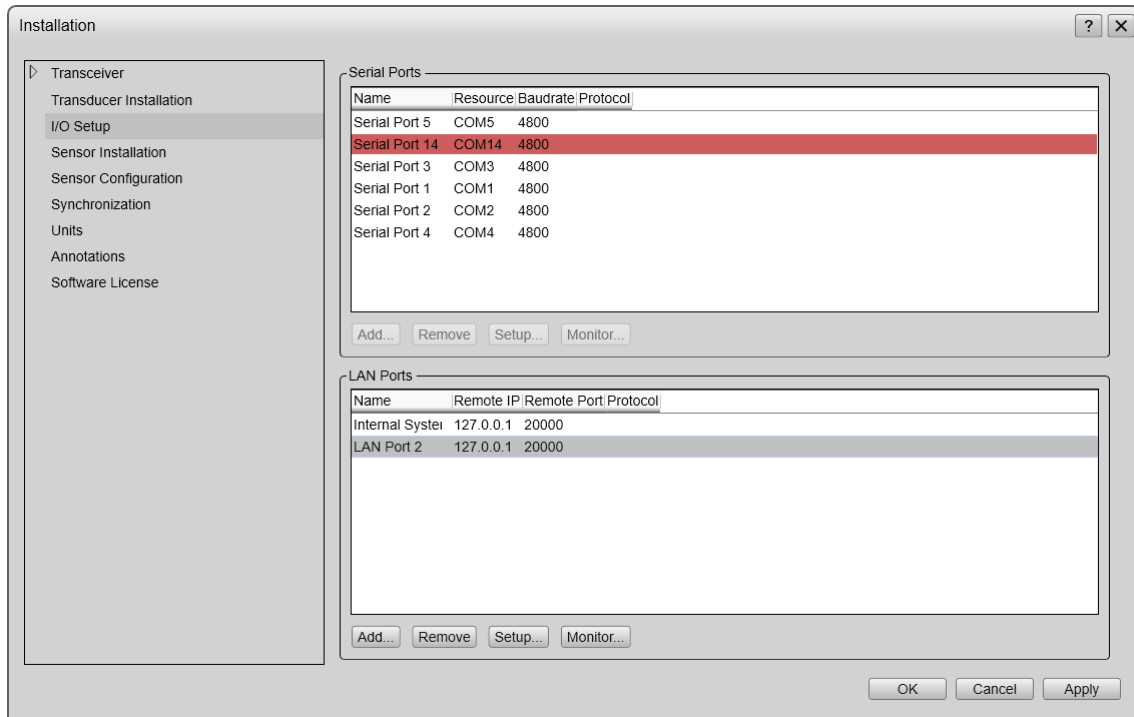 Installation
?
X
Transceiver
Transducer Installation
I/O Setup
Sensor Installation
Sensor Configuration
Synchronization
Units
Annotations
Software License
Serial Ports
Name Resource Baudrate Protocol
Serial Port 5 COM5 4800
Serial Port 14 COM14 4800
Serial Port 3 COM3 4800
Serial Port 1 COM1 4800
Serial Port 2 COM2 4800
Serial Port 4 COM4 4800
Add... Remove Setup... Monitor...
LAN Ports
Name Remote IP Remote Port Protocol
Internal Syster 127.0.0.1 20000
LAN Port 2 127.0.0.1 20000
Add... Remove Setup... Monitor...
OK Cancel Apply